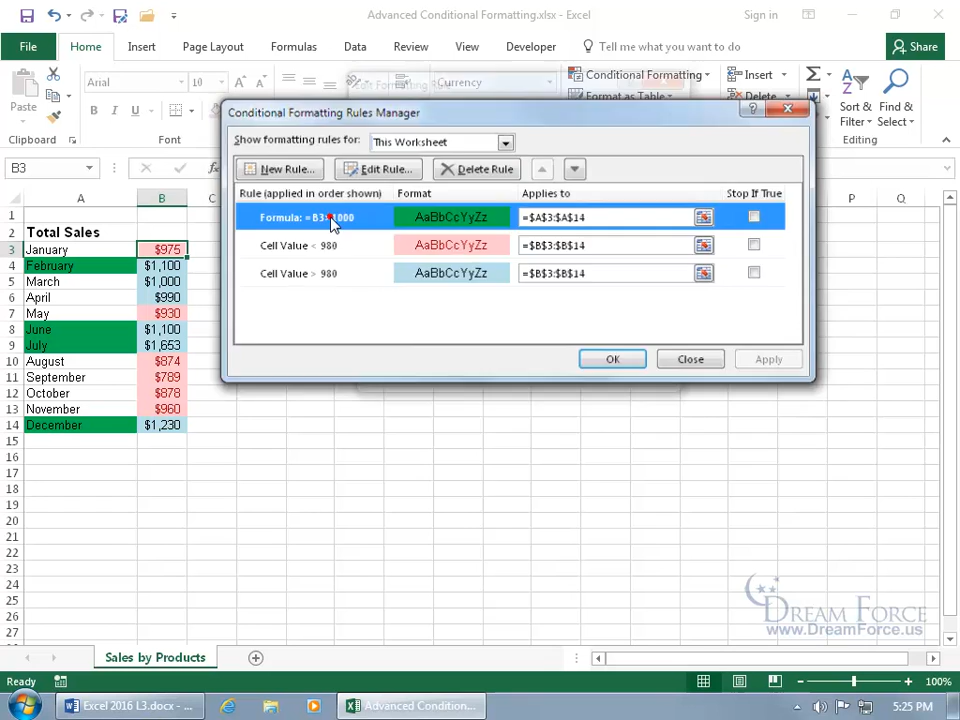 Advanced Conditional Formatting.xlsx - Excel
Sign in
File Home Insert Page Layout Formulas Data Review View Developer Tell me what you want to do Share
Paste
Arial 10
Currency
Conditional Formatting
Format as Table
Insert
Delete
Sort & Filter
Find & Select
Clipboard Font Editing
B3
fx
Conditional Formatting Rules Manager
Show formatting rules for: This Worksheet
New Rule... Edit Rule... Delete Rule
Rule (applied in order shown) Format Applies to Stop If True
Formula: =B3 1000 AaBbCcYyZz =$A$3:$A$14
Cell Value < 980 AaBbCcYyZz =$B$3:$B$14
Cell Value > 980 AaBbCcYyZz =$B$3:$B$14
OK Close Apply
A B C P Q
1
2 Total Sales
3 January $975
4 February $1,100
5 March $1,000
6 April $990
7 May $930
8 June $1,100
9 July $1,653
10 August $874
11 September $789
12 October $878
13 November $960
14 December $1,230
15
16
17
18
19
20
21
22
23
24
25
26
27
DREAM FORCE
www.DreamForce.us
Sales by Products
Ready
100%
Excel 2016 L3.docx - ...
Advanced Condition...
5:25 PM